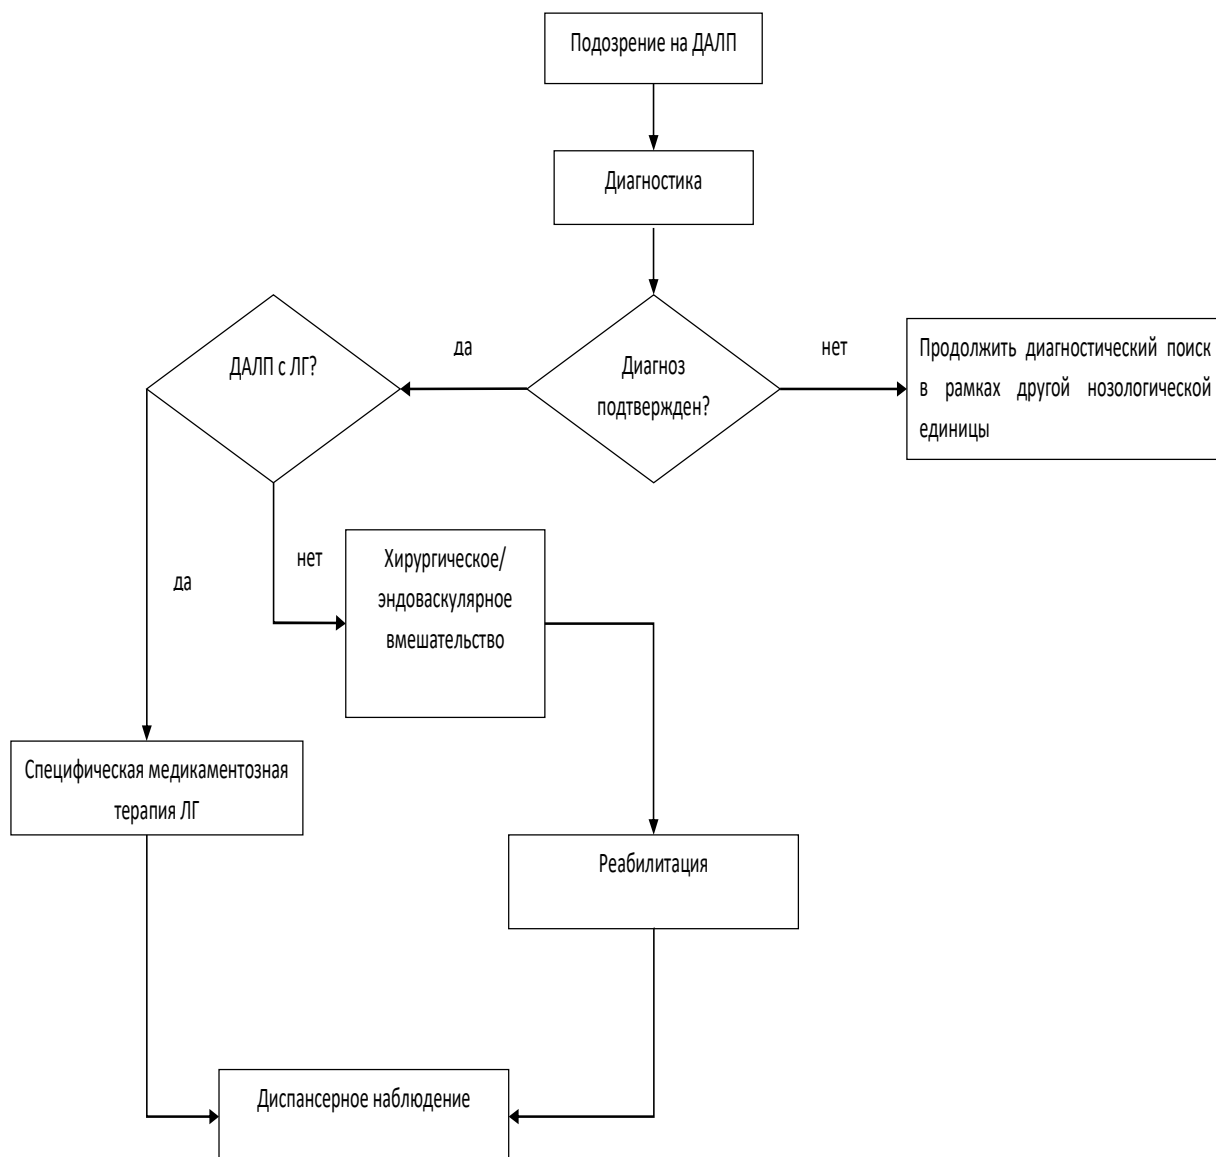 Подозрение на ДАЛП
Диагностика
ДАЛП с ЛГ?
да
Диагноз
подтвержден?
нет
Продолжить диагностический поиск
в рамках другой нозологической
единицы
да
нет
Хирургическое/
эндоваскулярное
вмешательство
Специфическая медикаментозная
терапия ЛГ
Реабилитация
Диспансерное наблюдение